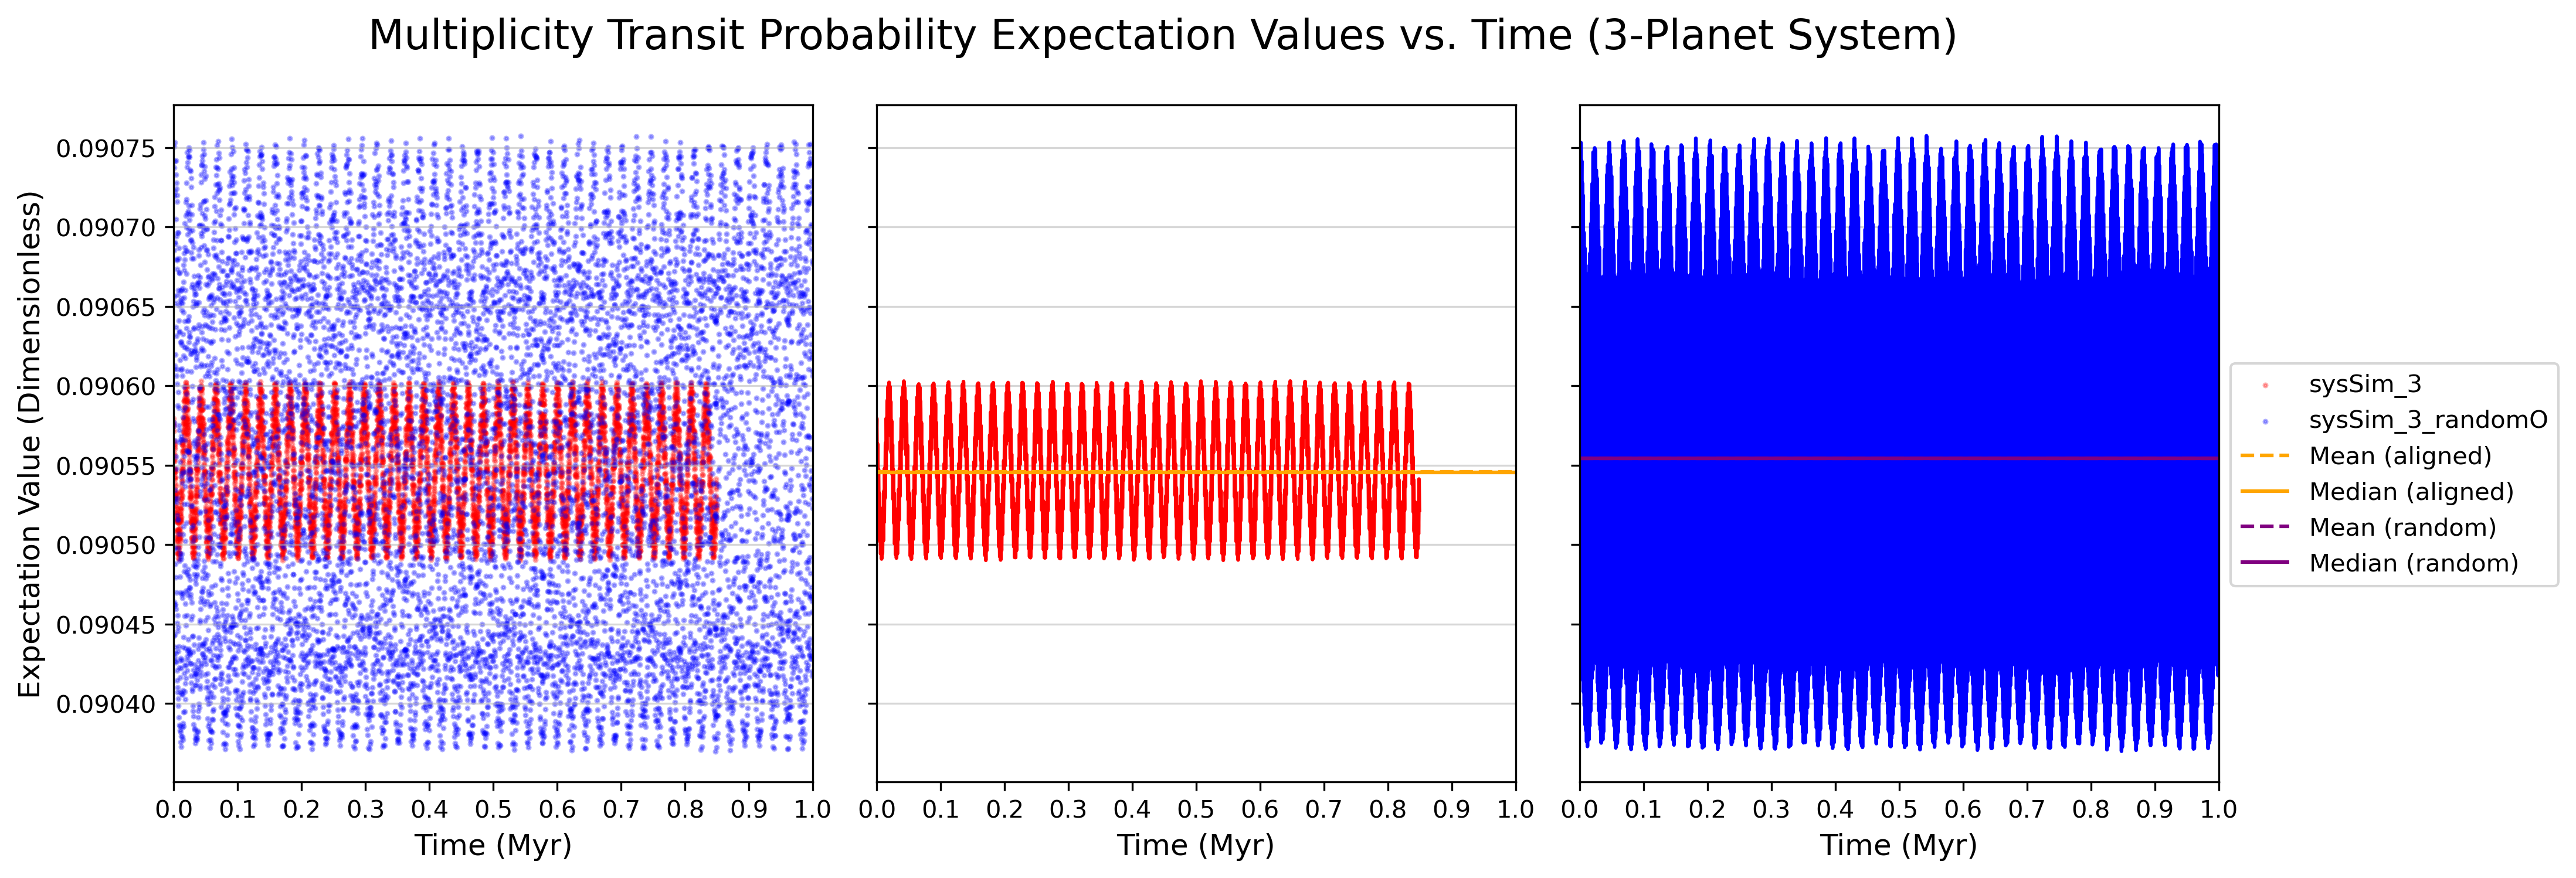 Multiplicity Transit Probability Expectation Values vs. Time (3-Planet System)
Expectation Value (Dimensionless)
0.09075
0.09070
0.09065
0.09060
0.09055
0.09050
0.09045
0.09040
0.0 0.1 0.2 0.3 0.4 0.5 0.6 0.7 0.8 0.9 1.0
Time (Myr)
0.0 0.1 0.2 0.3 0.4 0.5 0.6 0.7 0.8 0.9 1.0
Time (Myr)
0.0 0.1 0.2 0.3 0.4 0.5 0.6 0.7 0.8 0.9 1.0
Time (Myr)
sysSim_3
sysSim_3_randomO
Mean (aligned)
Median (aligned)
Mean (random)
Median (random)